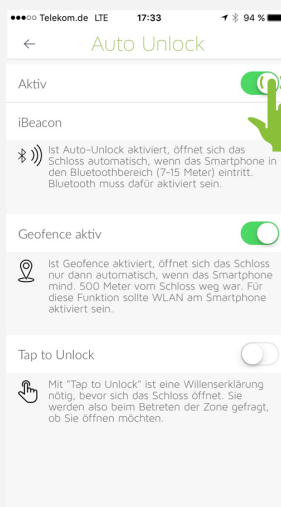 Telekom.de LTE 17:33 94 %
Auto Unlock
Aktiv
iBeacon
Ist Auto-Unlock aktiviert, öffnet sich das
Schloss automatisch, wenn das Smartphone in
den Bluetoothbereich (7-15 Meter) eintritt.
Bluetooth muss dafür aktiviert sein.
Geofence aktiv
Ist Geofence aktiviert, öffnet sich das Schloss
nur dann automatisch, wenn das Smartphone
mind. 500 Meter vom Schloss weg war. Für
diese Funktion sollte WLAN am Smartphone
aktiviert sein.
Tap to Unlock
Mit "Tap to Unlock" ist eine Willenserklärung
nötig, bevor sich das Schloss öffnet. Sie
werden also beim Betreten der Zone gefragt,
ob Sie öffnen möchten.